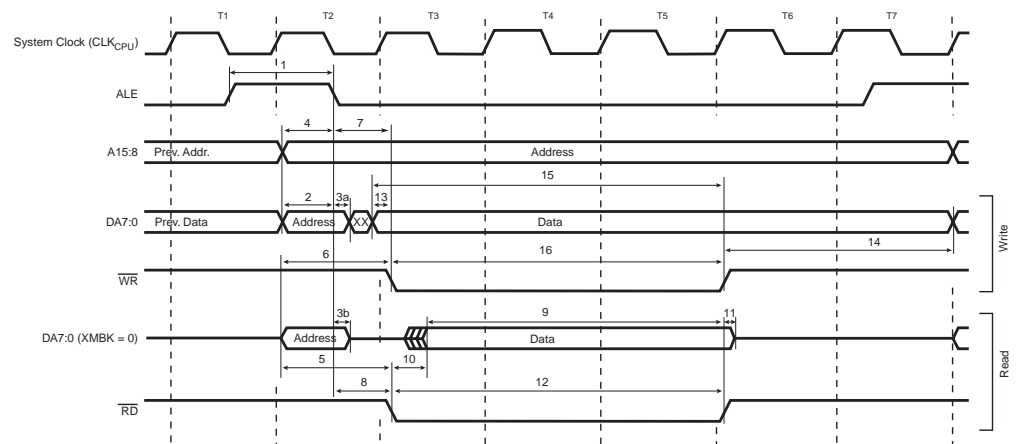 T1 T2 T3 T4 T5 T6 T7
System Clock (CLKCPU)
1
ALE
4 7
A15:8 Prev. Addr. Address
15
2 3a 13
DA7:0 Prev. Data Address XX Data
14
6 16
WR
Write
3b 9 11
DA7:0 (XMBK = 0) Address Data
5 10
8 12
RD
Read